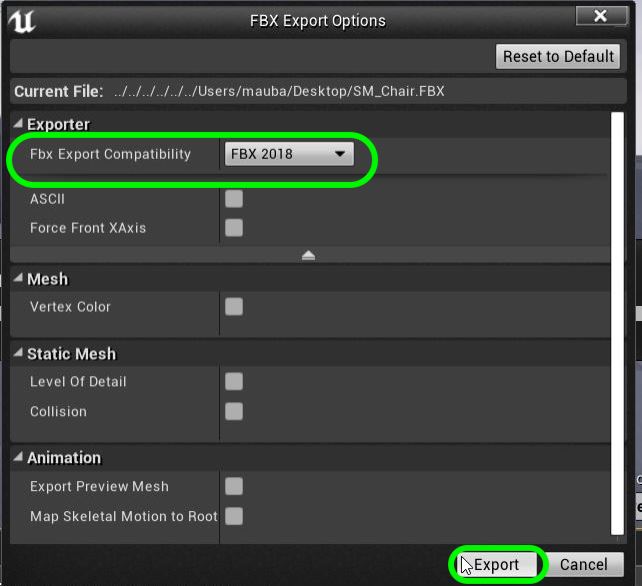 FBX Export Options
Reset to Default
Current File: ../../../../../../Users/mauba/Desktop/SM_Chair.FBX
Exporter
Fbx Export Compatibility FBX 2018
ASCII
Force Front XAxis
Mesh
Vertex Color
Static Mesh
Level Of Detail
Collision
Animation
Export Preview Mesh
Map Skeletal Motion to Root
Export Cancel